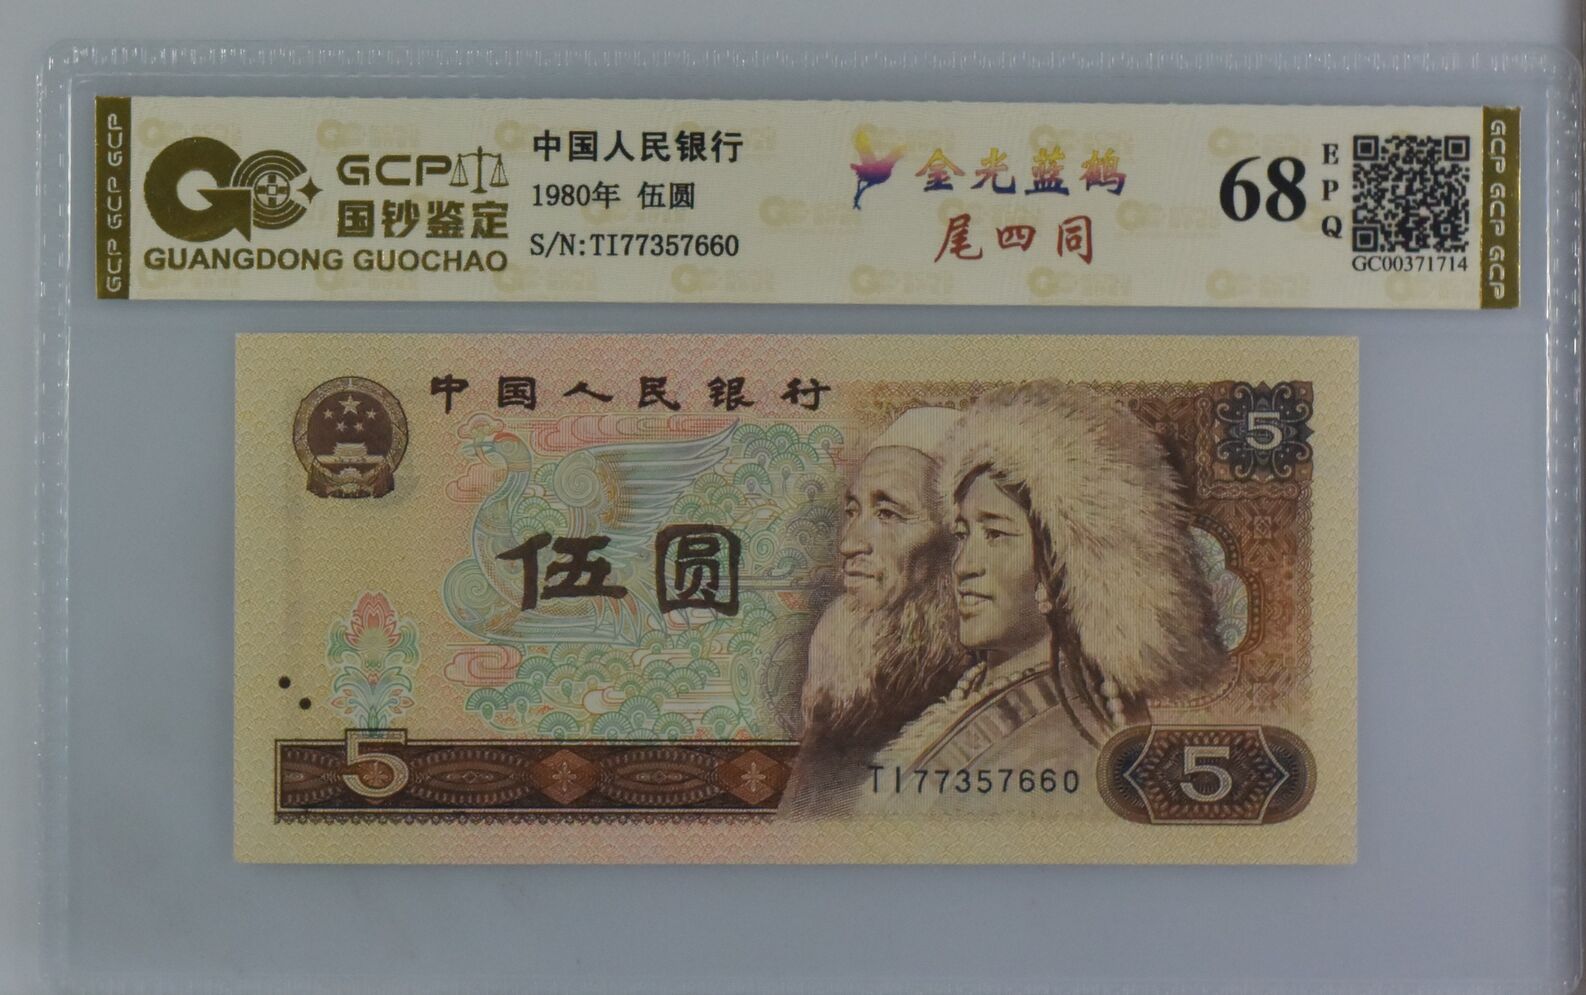 GCP GCP GCP
GCP
国钞鉴定
GUANGDONG GUOCHAO
中国人民银行
1980年 伍圆
S/N:TI77357660
金光蓝鹤
尾四同
68
EPQ
GC00371714
GCP GCP GCP
中国人民银行
5
伍圆
5
TI77357660
5